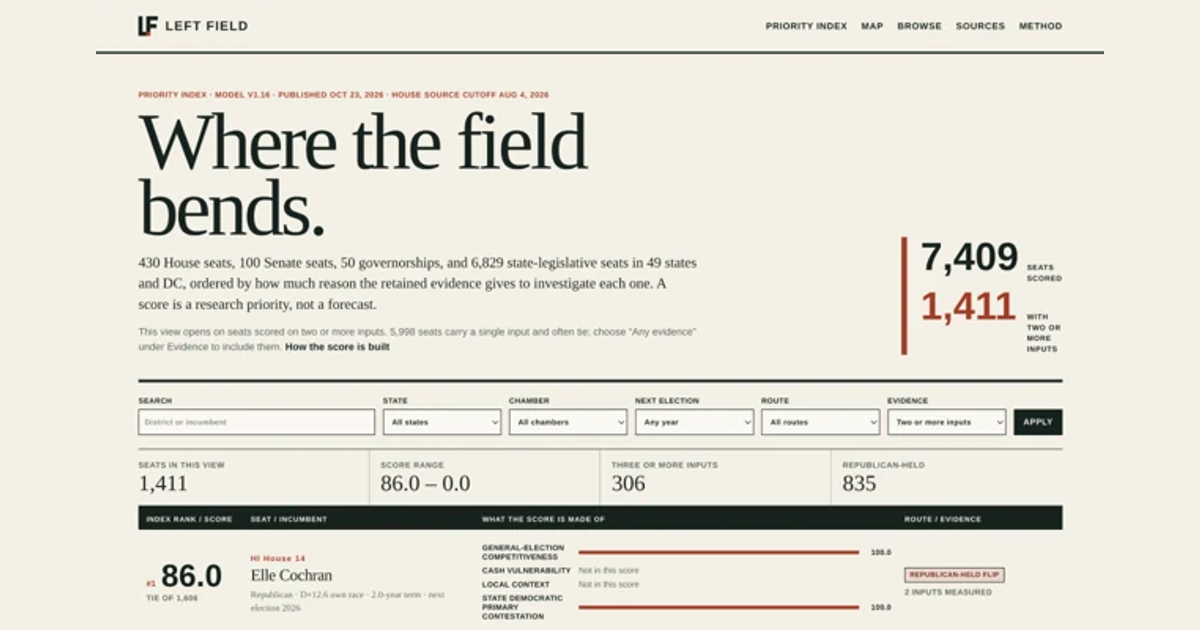 LF LEFT FIELD
PRIORITY INDEX MAP BROWSE SOURCES METHOD
PRIORITY INDEX · MODEL V1.16 · PUBLISHED OCT 23, 2026 · HOUSE SOURCE CUTOFF AUG 4, 2026
Where the field
bends.
430 House seats, 100 Senate seats, 50 governorships, and 6,829 state-legislative seats in 49 states
and DC, ordered by how much reason the retained evidence gives to investigate each one. A
score is a research priority, not a forecast.
This view opens on seats scored on two or more inputs. 5,998 seats carry a single input and often tie; choose "Any evidence"
under Evidence to include them. How the score is built
7,409 SEATS
SCORED
1,411 WITH
TWO OR
MORE
INPUTS
SEARCH
District or incumbent
STATE
All states
CHAMBER
All chambers
NEXT ELECTION
Any year
ROUTE
All routes
EVIDENCE
Two or more inputs
APPLY
SEATS IN THIS VIEW
1,411
SCORE RANGE
86.0 – 0.0
THREE OR MORE INPUTS
306
REPUBLICAN-HELD
835
INDEX RANK / SCORE SEAT / INCUMBENT WHAT THE SCORE IS MADE OF ROUTE / EVIDENCE
#1 86.0
TIE OF 1,606
HI House 14
Elle Cochran
Republican · D+12.6 own race · 2.0-year term · next
election 2026
GENERAL-ELECTION
COMPETITIVENESS 100.0
CASH VULNERABILITY Not in this score
LOCAL CONTEXT Not in this score
STATE DEMOCRATIC
PRIMARY
CONTESTATION 100.0
REPUBLICAN-HELD FLIP
2 INPUTS MEASURED